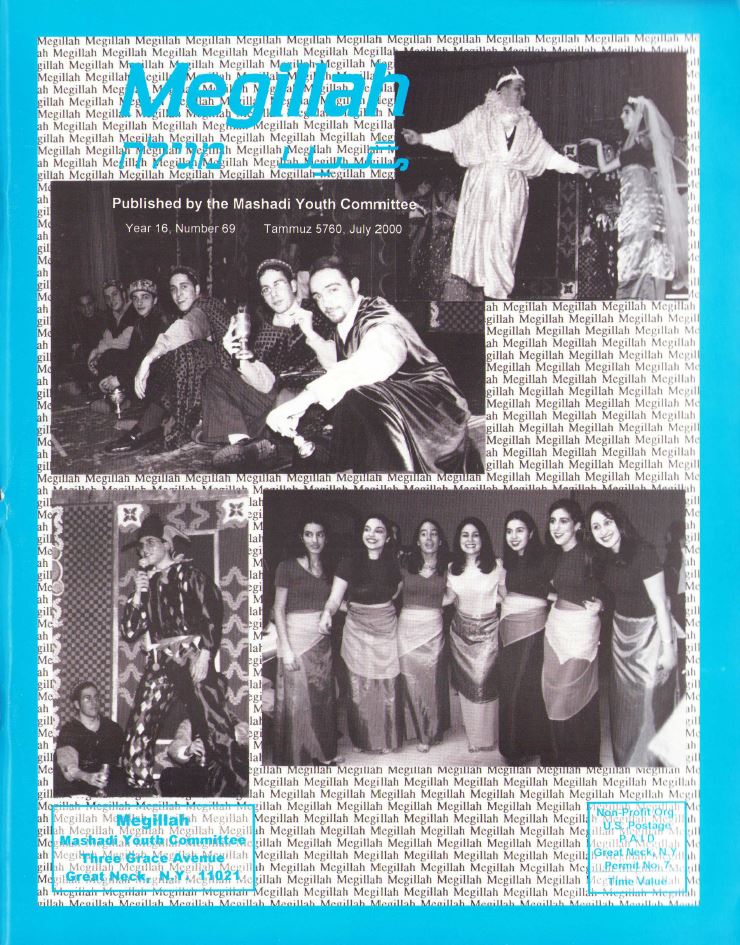 Megillah
מגילה
Published by the Mashadi Youth Committee
Year 16, Number 69 Tammuz 5760, July 2000
Megillah
Mashadi Youth Committee
Three Grace Avenue
Great Neck, N.Y. 11021
Non-Profit Org.
U.S. Postage
P A I D
Great Neck, N.Y.
Permit No. 7
Time Value